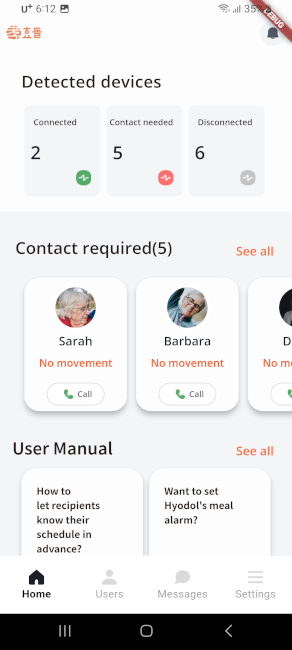 U+ 6:12
35%
DEBUG
효돌
Detected devices
Connected
2
Contact needed
5
Disconnected
6
Contact required(5)
See all
Sarah
No movement
Call
Barbara
No movement
Call
D
No m
User Manual
See all
How to
let recipients
know their
schedule in
advance?
Want to set
Hyodol's meal
alarm?
Home
Users
Messages
Settings